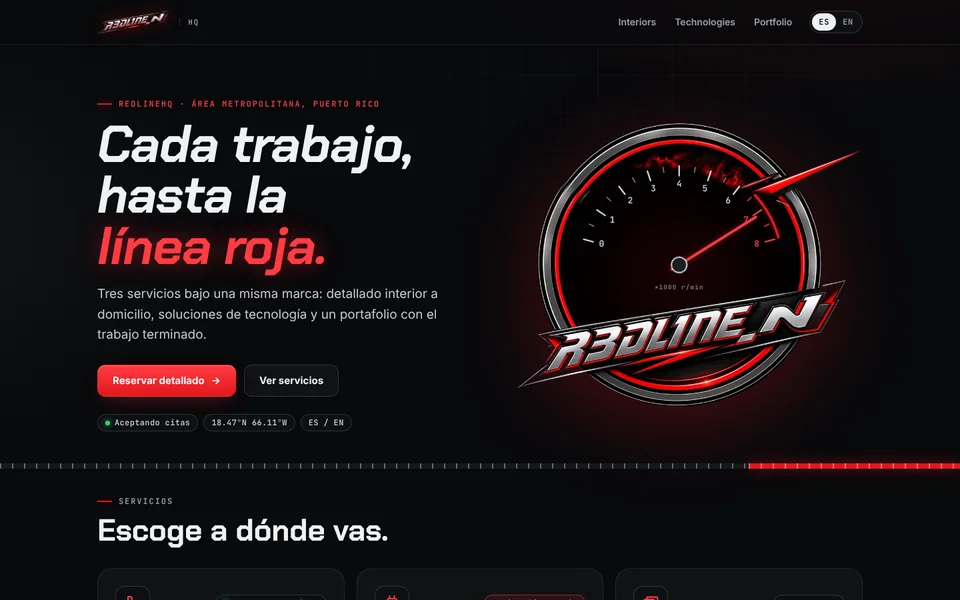 R3DL1NE_N
HQ
Interiors
Technologies
Portfolio
ES
EN
REDLINEHQ · ÁREA METROPOLITANA, PUERTO RICO
Cada trabajo,
hasta la
línea roja.
Tres servicios bajo una misma marca: detallado interior a
domicilio, soluciones de tecnología y un portafolio con el
trabajo terminado.
Reservar detallado →
Ver servicios
Aceptando citas
18.47°N 66.11°W
ES / EN
0
1
2
3
4
5
6
7
8
×1000 r/min
R3DL1NE_N
SERVICIOS
Escoge a dónde vas.